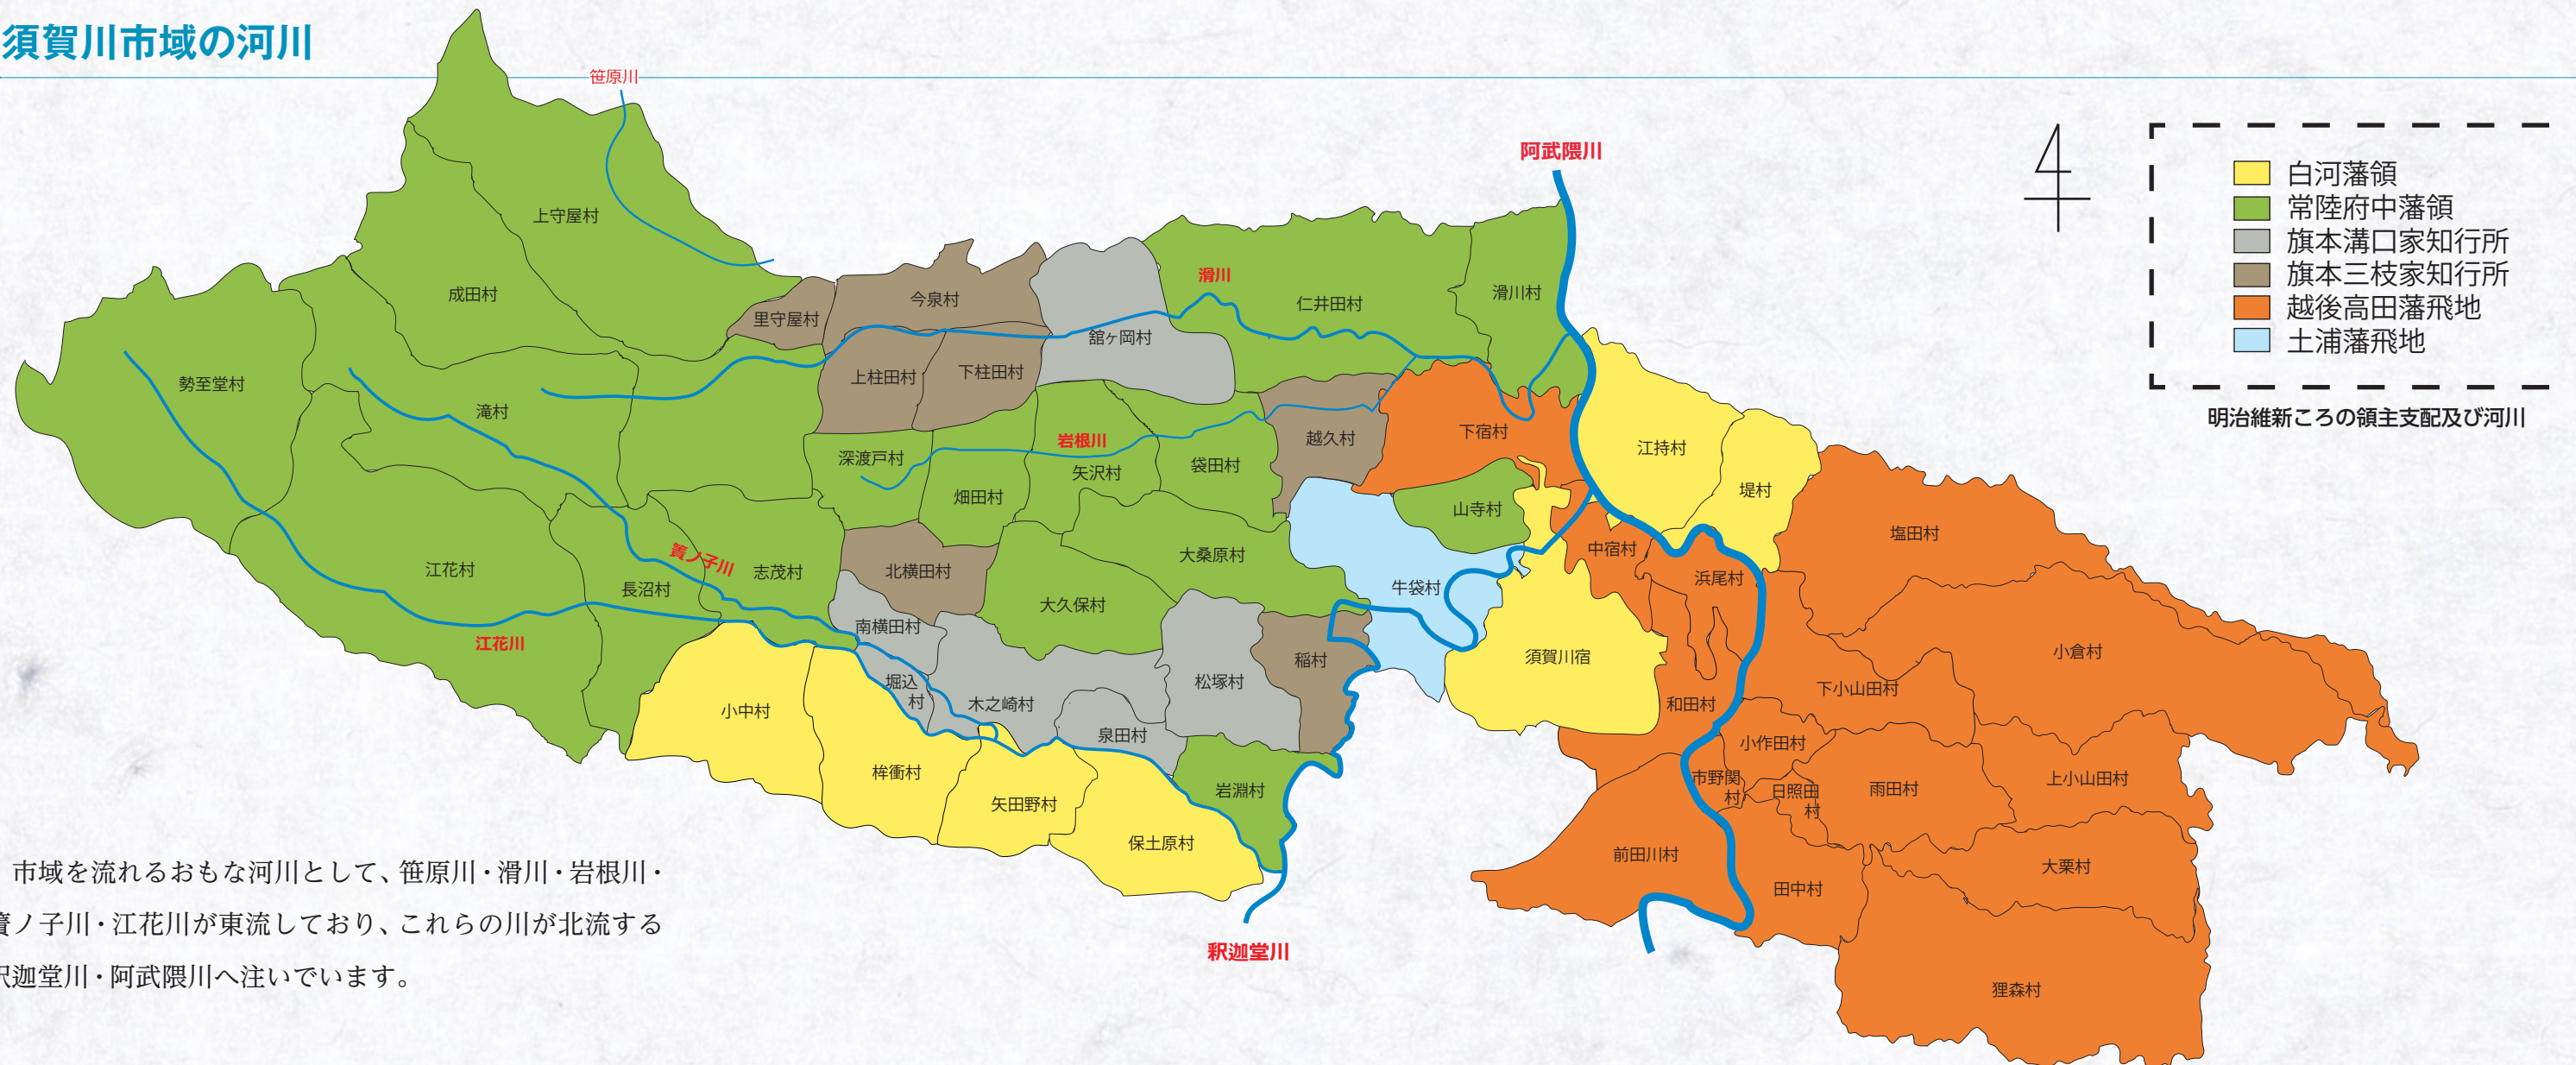 須賀川市域の河川
笹原川
阿武隈川
白河藩領
常陸府中藩領
旗本溝口家知行所
旗本三枝家知行所
越後高田藩飛地
土浦藩飛地
明治維新ころの領主支配及び河川
上守屋村
成田村
里守屋村
今泉村
滑川
仁井田村
滑川村
舘ヶ岡村
勢至堂村
滝村
上柱田村
下柱田村
深渡戸村
岩根川
矢沢村
畑田村
袋田村
越久村
下宿村
江持村
堤村
山寺村
塩田村
江花村
簀ノ子川
長沼村
志茂村
北横田村
大桑原村
大久保村
牛袋村
中宿村
浜尾村
江花川
南横田村
堀込
村
木之崎村
松塚村
稲村
須賀川宿
和田村
下小山田村
小倉村
小中村
泉田村
小作田村
市野関
村
日照田
村
雨田村
上小山田村
桙衝村
矢田野村
岩淵村
保土原村
前田川村
田中村
大栗村
狸森村
釈迦堂川
市域を流れるおもな河川として、笹原川・滑川・岩根川・
簀ノ子川・江花川が東流しており、これらの川が北流する
釈迦堂川・阿武隈川へ注いでいます。